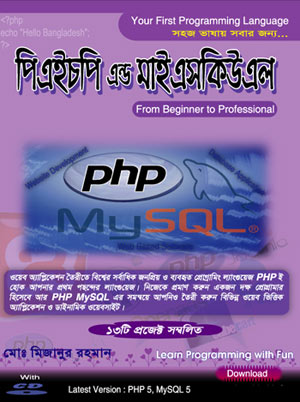 <?php
echo "Hello Bangladesh";
?>
Your First Programming Language
সহজ ভাষায় সবার জন্য...
পিএইচপি এন্ড মাইএসকিউএল
From Beginner to Professional
php
MySQL®
ওয়েব অ্যাপ্লিকেশন তৈরীতে বিশ্বের সর্বাধিক জনপ্রিয় ও ব্যবহৃত প্রোগ্রামিং ল্যাংগুয়েজ PHP ই
হোক আপনার প্রথম পছন্দের ল্যাংগুয়েজ। নিজেকে প্রমাণ করুন একজন দক্ষ প্রোগ্রামার
হিসেবে আর PHP MySQL এর সমন্বয়ে আপনিও তৈরী করুন বিভিন্ন ওয়েব ভিত্তিক
অ্যাপ্লিকেশন ও ডাইনামিক ওয়েবসাইট।
১৩টি প্রজেক্ট সম্বলিত
মোঃ মিজানুর রহমান
Learn Programming with Fun
Download
With
CD
Latest Version : PHP 5, MySQL 5